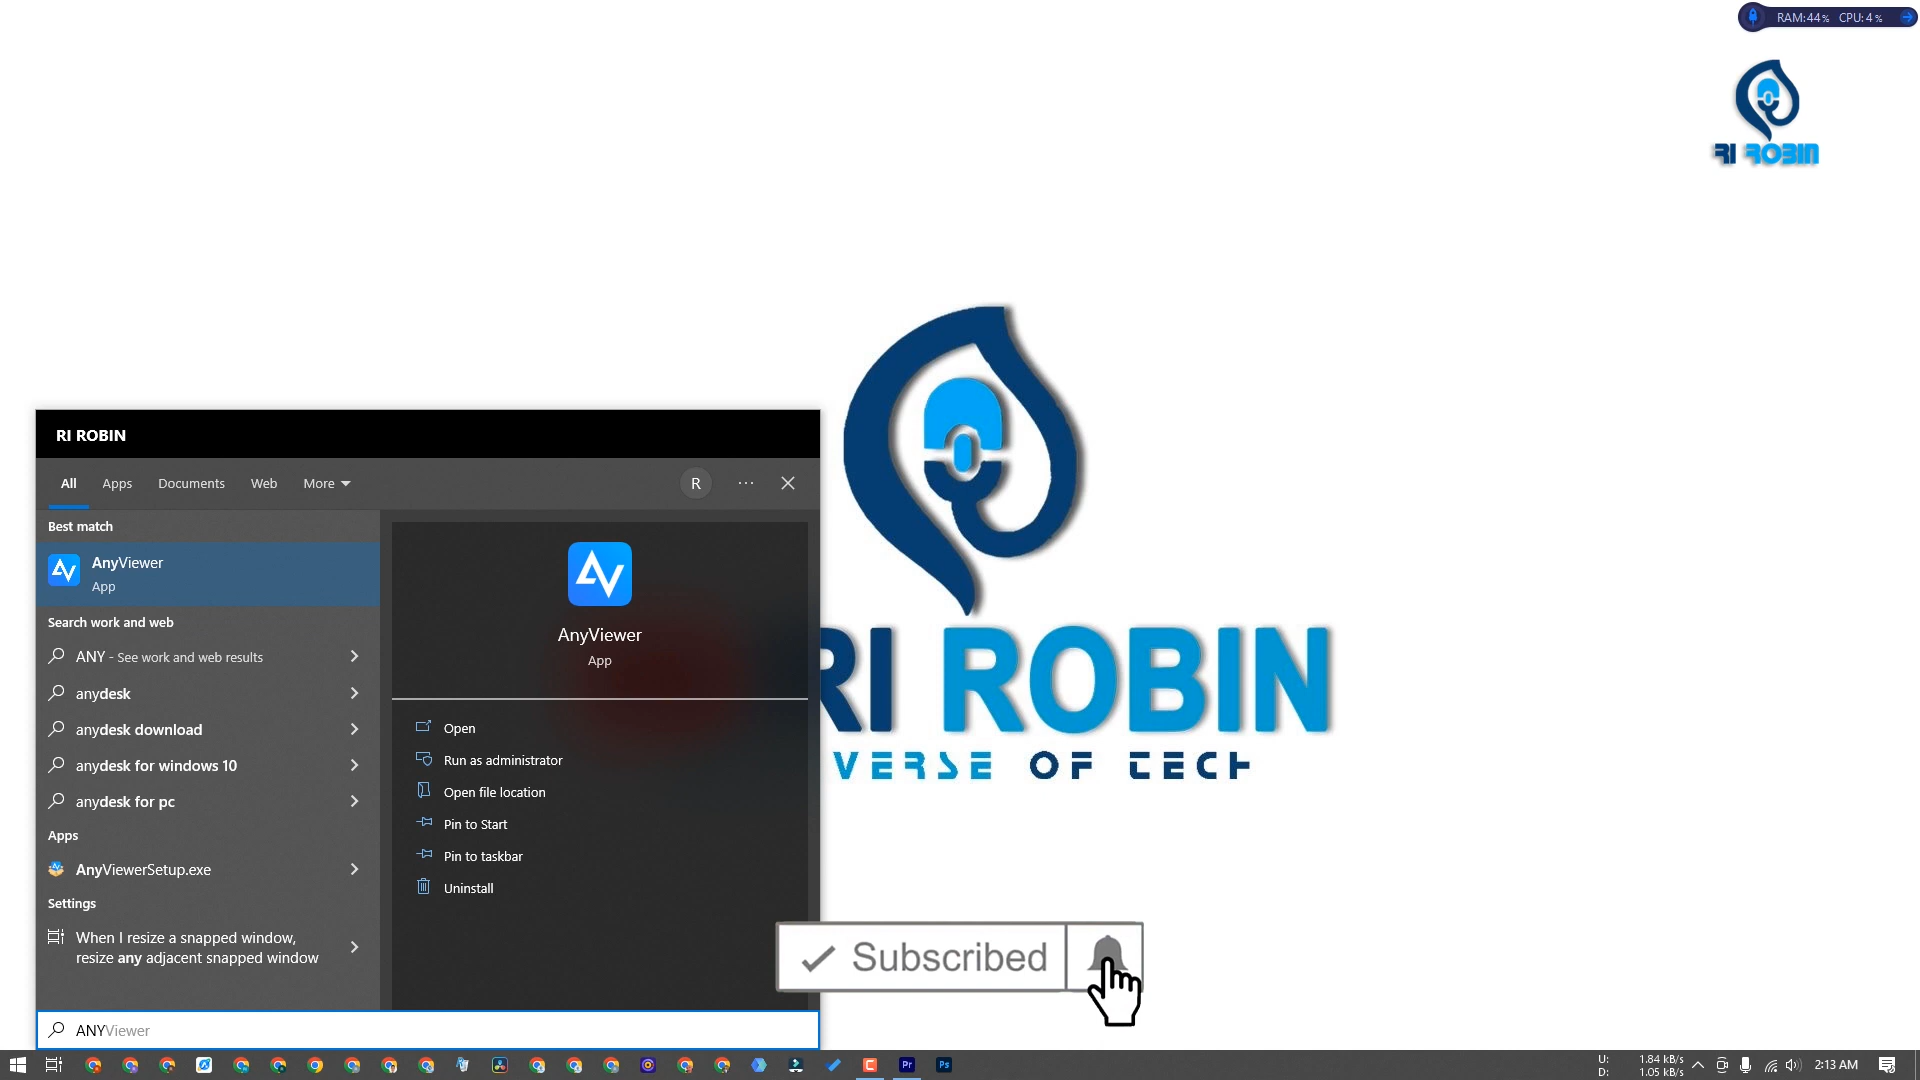 RAM:44% CPU:4%
RI ROBIN
RI ROBIN
VERSE OF TECH
RI ROBIN
All Apps Documents Web More R ...
Best match
AnyViewer
App
Search work and web
ANY - See work and web results
anydesk
anydesk download
anydesk for windows 10
anydesk for pc
Apps
AnyViewerSetup.exe
Settings
When I resize a snapped window,
resize any adjacent snapped window
AnyViewer
App
Open
Run as administrator
Open file location
Pin to Start
Pin to taskbar
Uninstall
Subscribed
ANYViewer
Pr Ps
U: 1.84 kB/s
D: 1.05 kB/s
2:13 AM